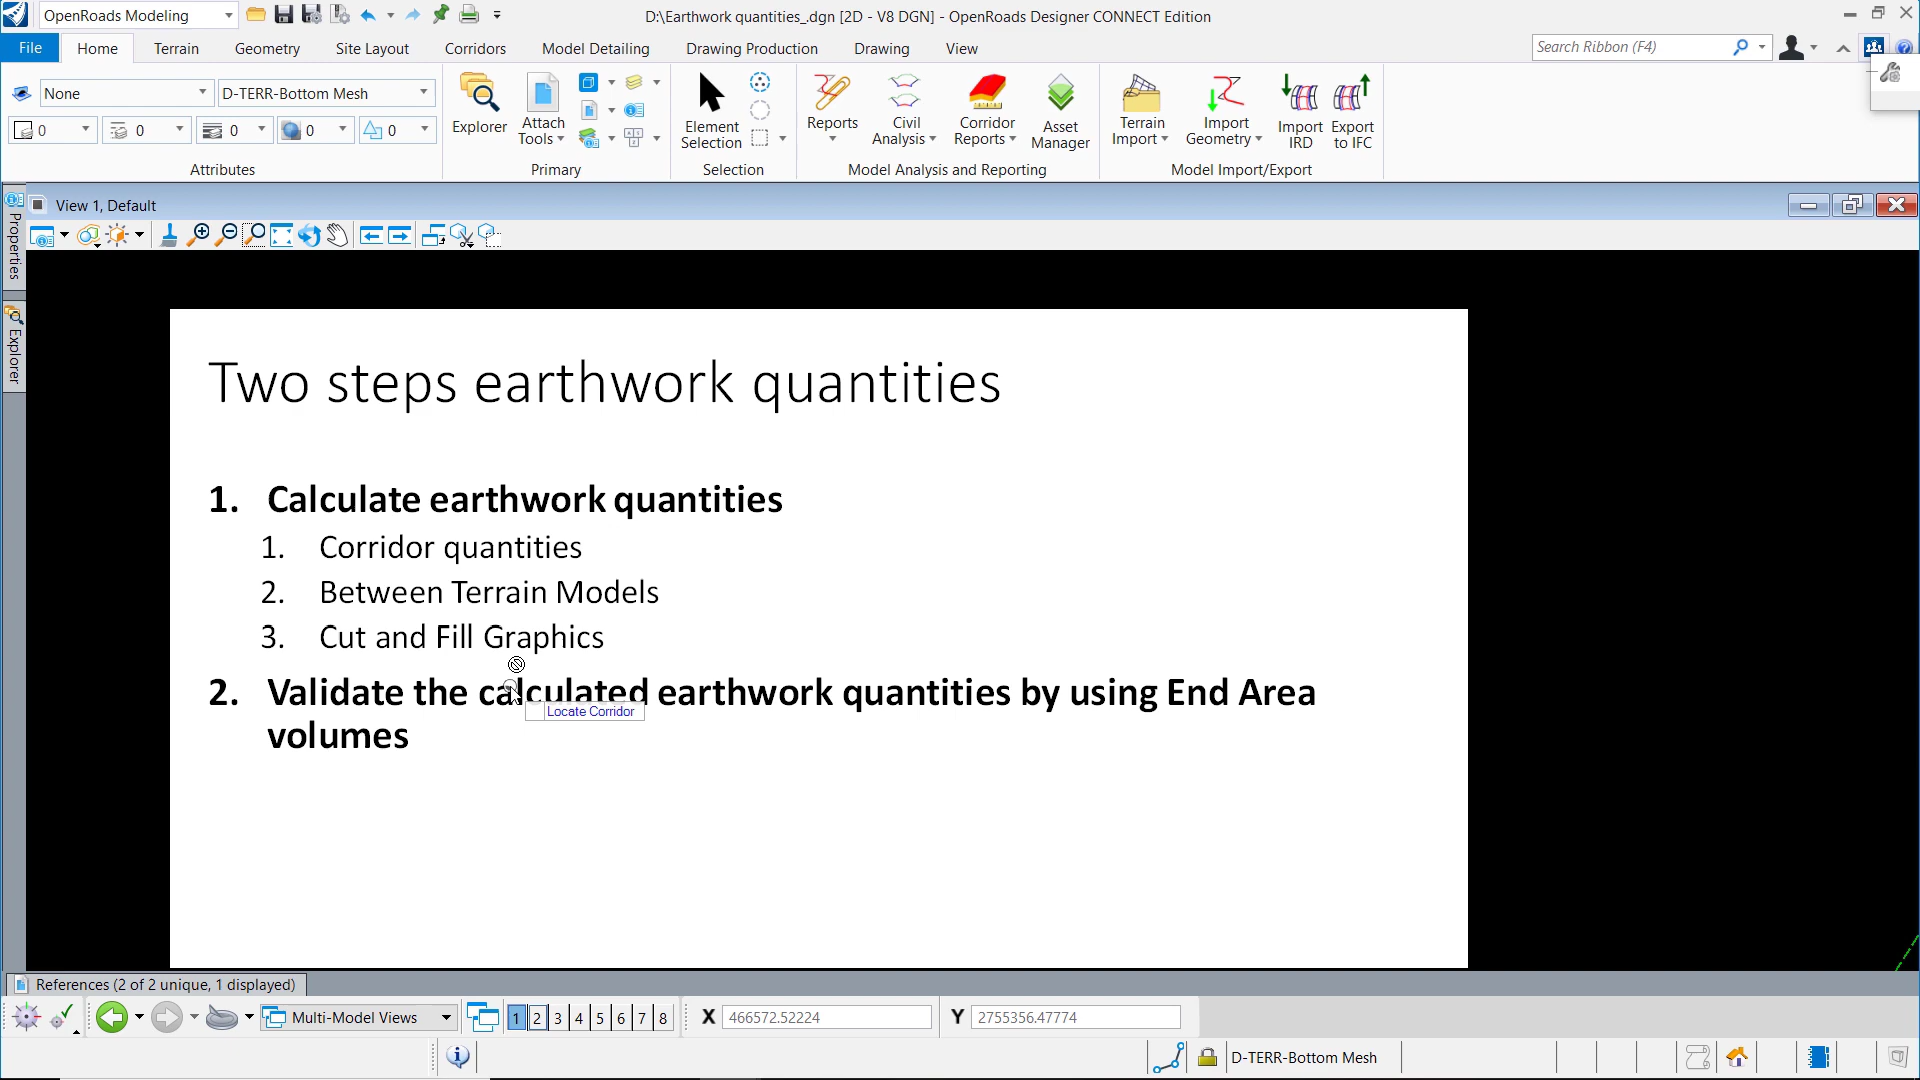 OpenRoads Modeling
D:\Earthwork quantities_.dgn [2D - V8 DGN] - OpenRoads Designer CONNECT Edition
File Home Terrain Geometry Site Layout Corridors Model Detailing Drawing Production Drawing View
Search Ribbon (F4)
None D-TERR-Bottom Mesh
0 0 0 0 0
Explorer
Attach Tools
Element Selection
Reports
Civil Analysis
Corridor Reports
Asset Manager
Terrain Import
Import Geometry
Import IRD
Export to IFC
Attributes Primary Selection Model Analysis and Reporting Model Import/Export
View 1, Default
Properties
Explorer
Two steps earthwork quantities
1. Calculate earthwork quantities
1. Corridor quantities
2. Between Terrain Models
3. Cut and Fill Graphics
2. Validate the calculated earthwork quantities by using End Area
volumes
Locate Corridor
References (2 of 2 unique, 1 displayed)
Multi-Model Views 1 2 3 4 5 6 7 8 X 466572.52224 Y 2755356.47774
D-TERR-Bottom Mesh